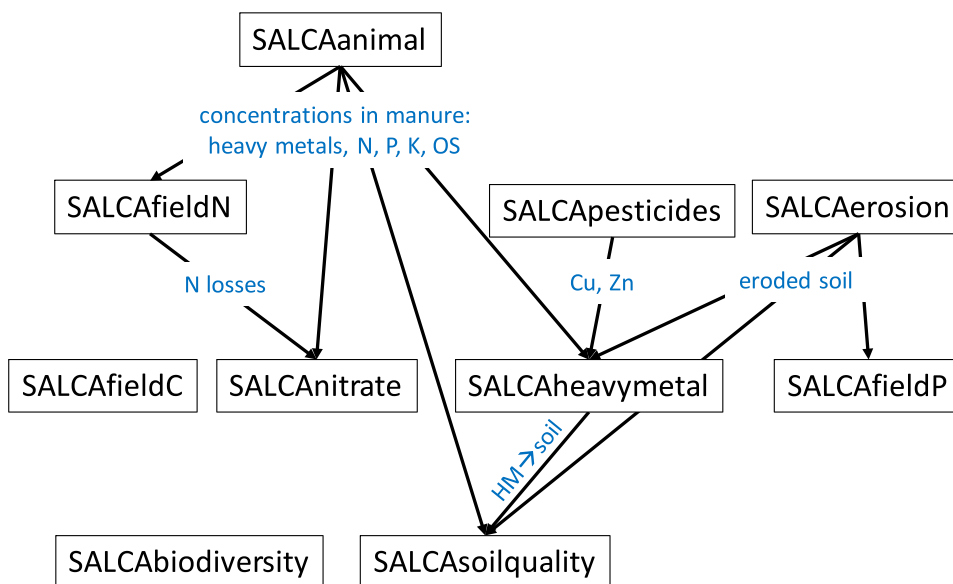 SALCAanimal
concentrations in manure:
heavy metals, N, P, K, OS
SALCAfieldN
SALCApesticides
SALCAerosion
N losses
Cu, Zn
eroded soil
SALCAfieldC
SALCAnitrate
SALCAheavymetal
SALCAfieldP
HM→soil
SALCAbiodiversity
SALCAsoilquality